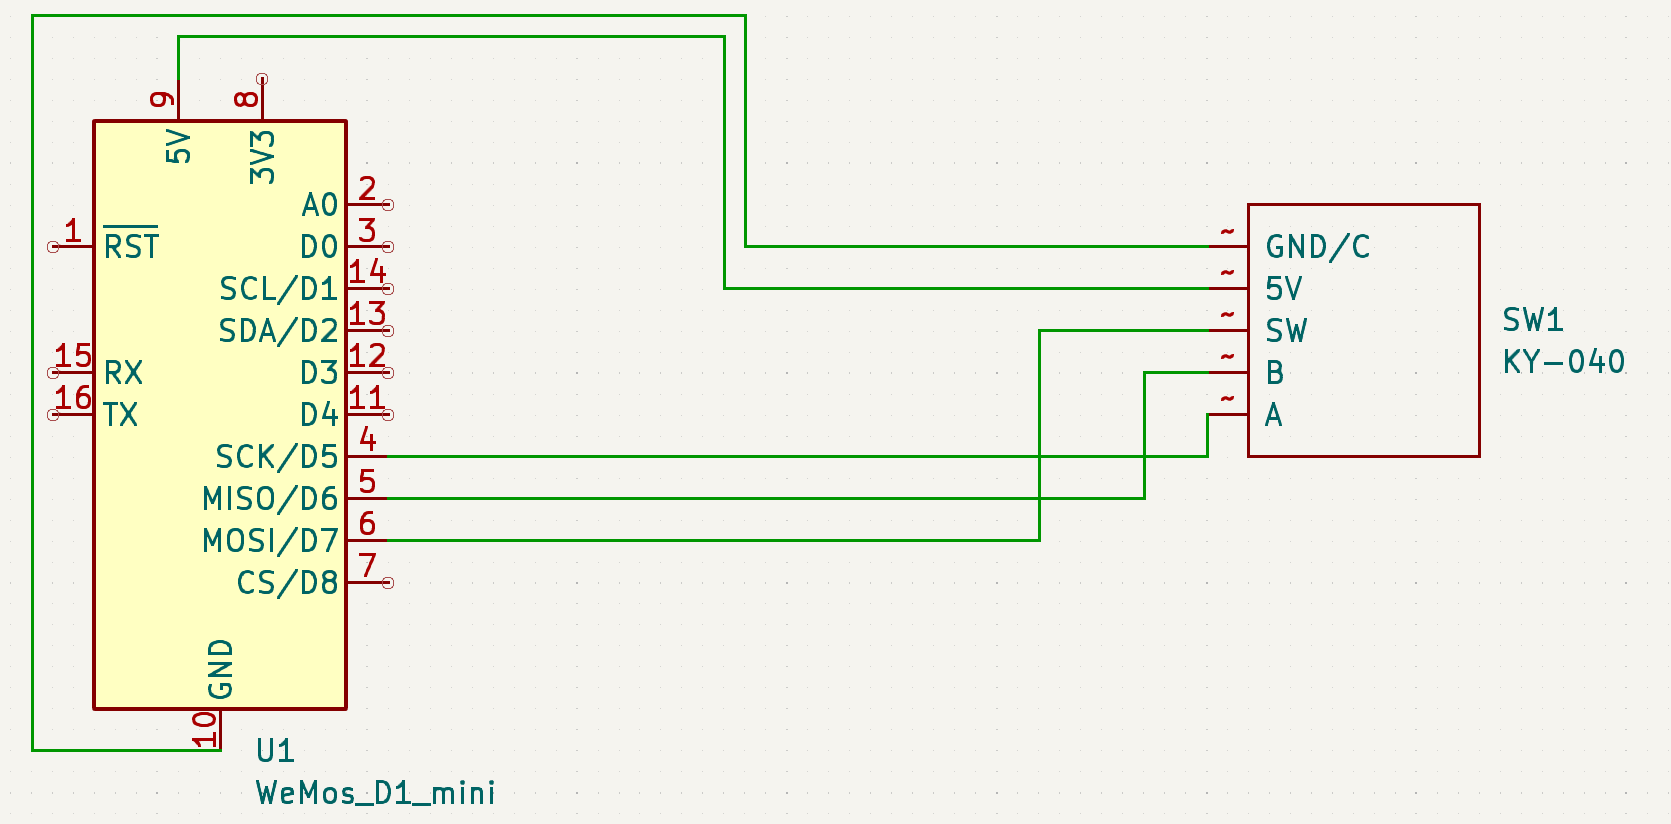 9
8
5V
3V3
A0 2
1 RST
D0 3
SCL/D1 14
SDA/D2 13
15 RX
D3 12
16 TX
D4 11
SCK/D5 4
MISO/D6 5
MOSI/D7 6
CS/D8 7
GND
10
U1
WeMos_D1_mini
~ GND/C
~ 5V
~ SW
~ B
~ A
SW1
KY-040